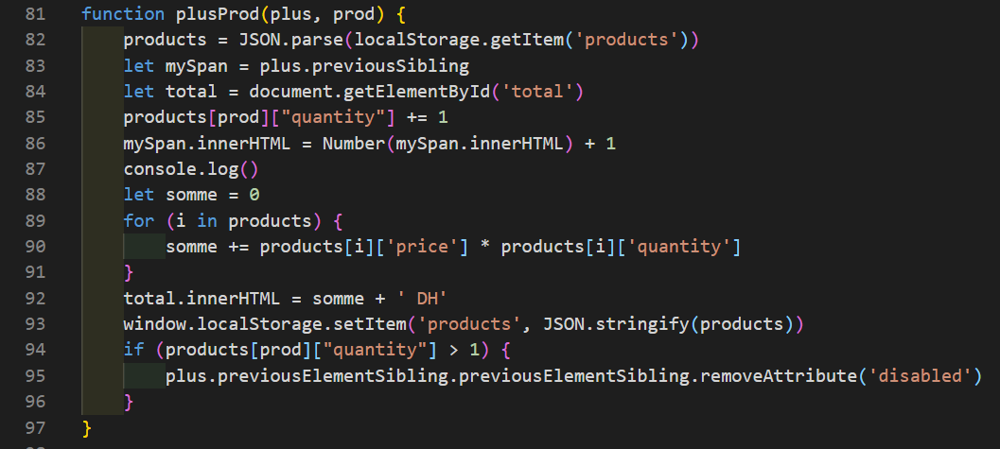 81 function plusProd(plus, prod) {
82 products = JSON.parse(localStorage.getItem('products'))
83 let mySpan = plus.previousSibling
84 let total = document.getElementById('total')
85 products[prod]["quantity"] += 1
86 mySpan.innerHTML = Number(mySpan.innerHTML) + 1
87 console.log()
88 let somme = 0
89 for (i in products) {
90 somme += products[i]['price'] * products[i]['quantity']
91 }
92 total.innerHTML = somme + ' DH'
93 window.localStorage.setItem('products', JSON.stringify(products))
94 if (products[prod]["quantity"] > 1) {
95 plus.previousElementSibling.previousElementSibling.removeAttribute('disabled')
96 }
97 }